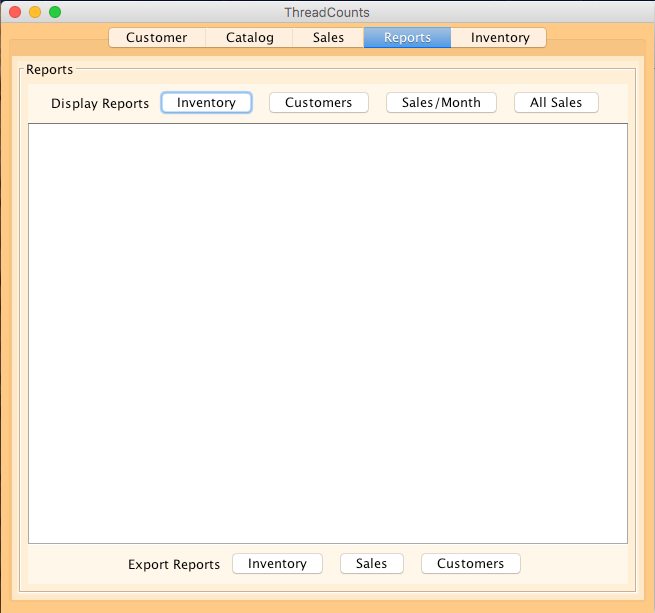 ThreadCounts
Customer Catalog Sales Reports Inventory
Reports
Display Reports Inventory Customers Sales/Month All Sales
Export Reports Inventory Sales Customers